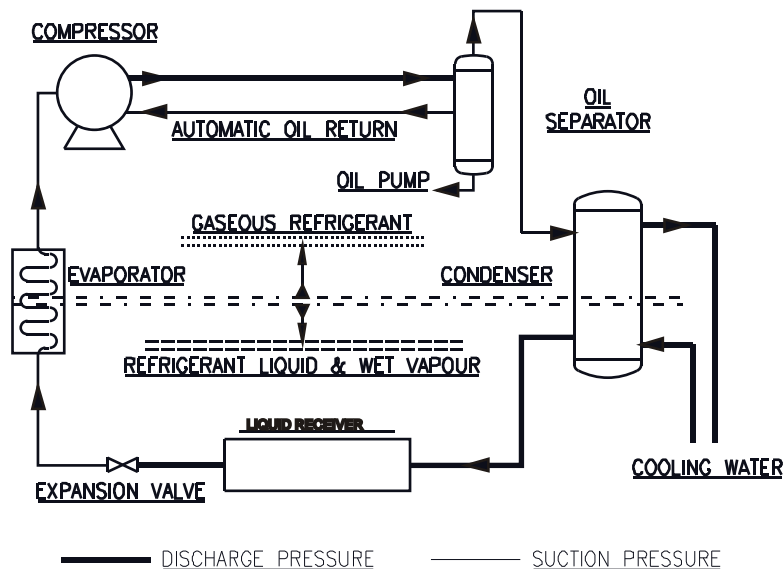 COMPRESSOR
OIL
SEPARATOR
AUTOMATIC OIL RETURN
OIL PUMP
GASEOUS REFRIGERANT
EVAPORATOR
CONDENSER
REFRIGERANT LIQUID & WET VAPOUR
LIQUID RECEIVER
COOLING WATER
EXPANSION VALVE
DISCHARGE PRESSURE
SUCTION PRESSURE